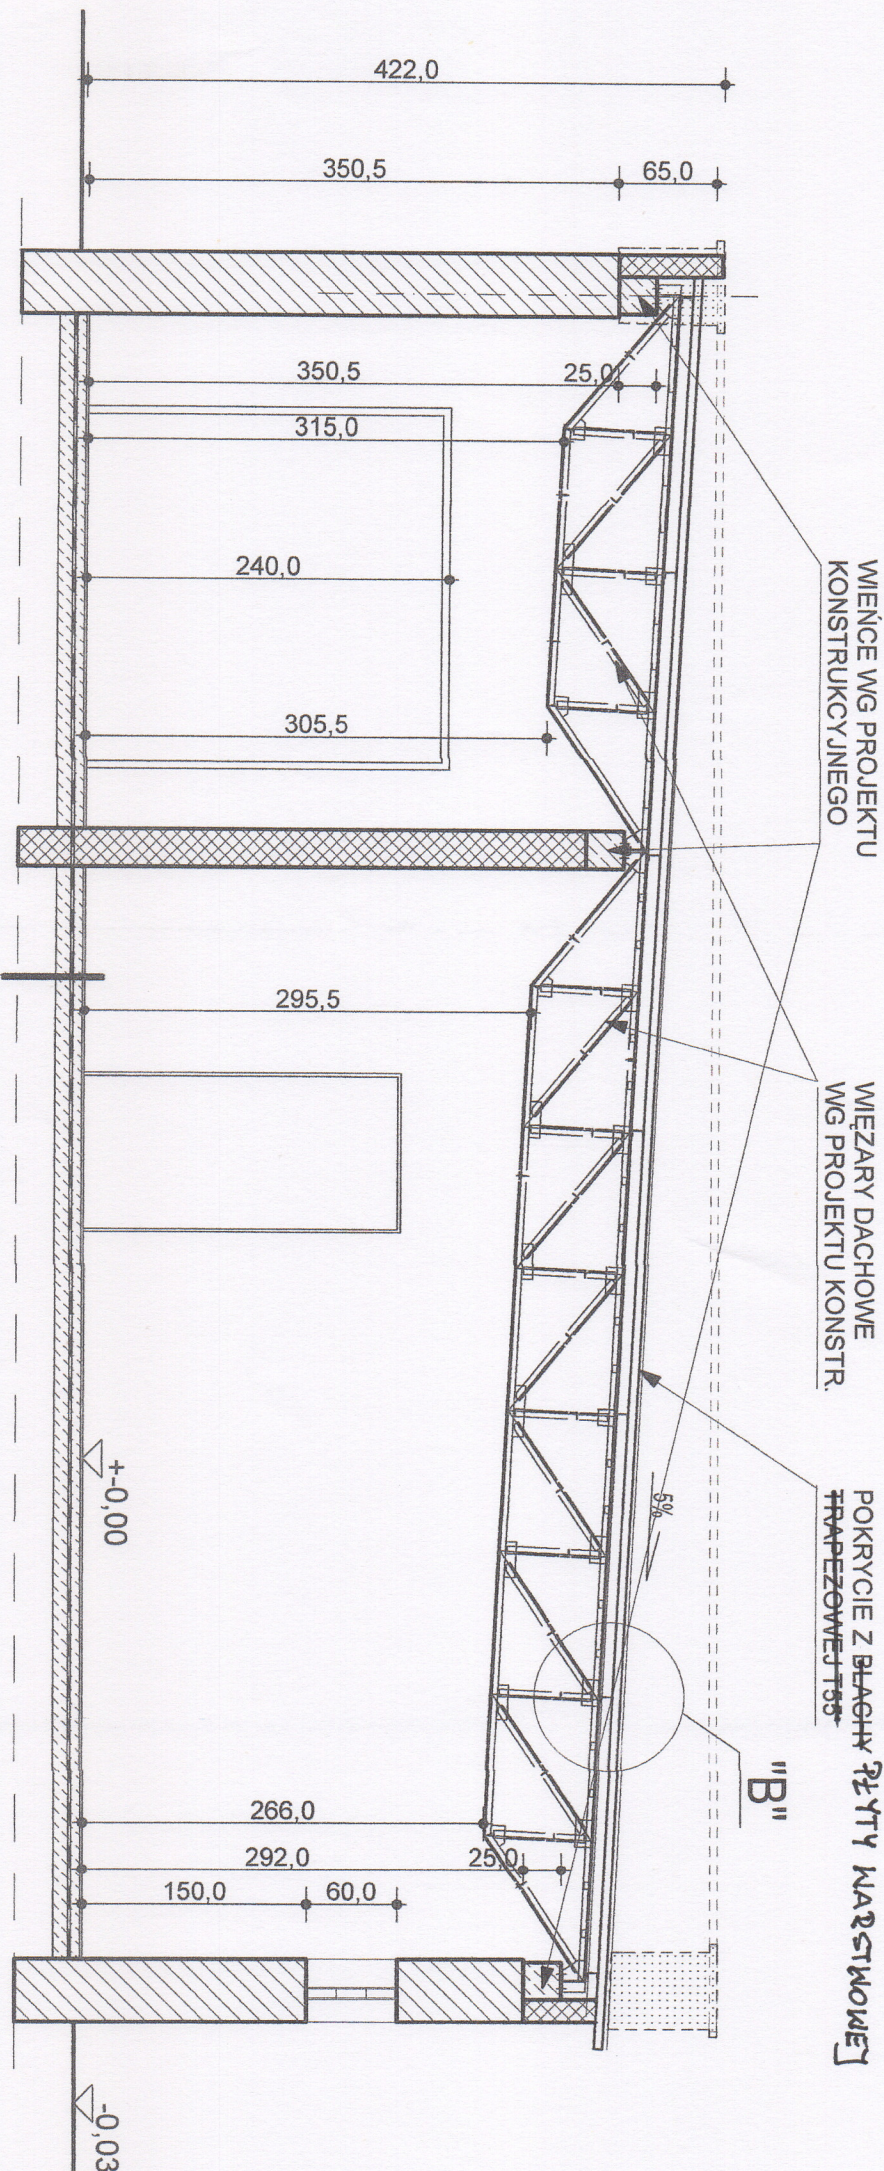 WIEŃCE WG PROJEKTU
KONSTRUKCYJNEGO
WIĘZARY DACHOWE
WG PROJEKTU KONSTR.
POKRYCIE Z BLACHY PŁYTY WARSTWOWEJ
TRAPEZOWEJ T55
"B"
5%
422,0
350,5
65,0
350,5
25,0
315,0
240,0
305,5
295,5
266,0
292,0
25,0
150,0
60,0
+-0,00
-0,03